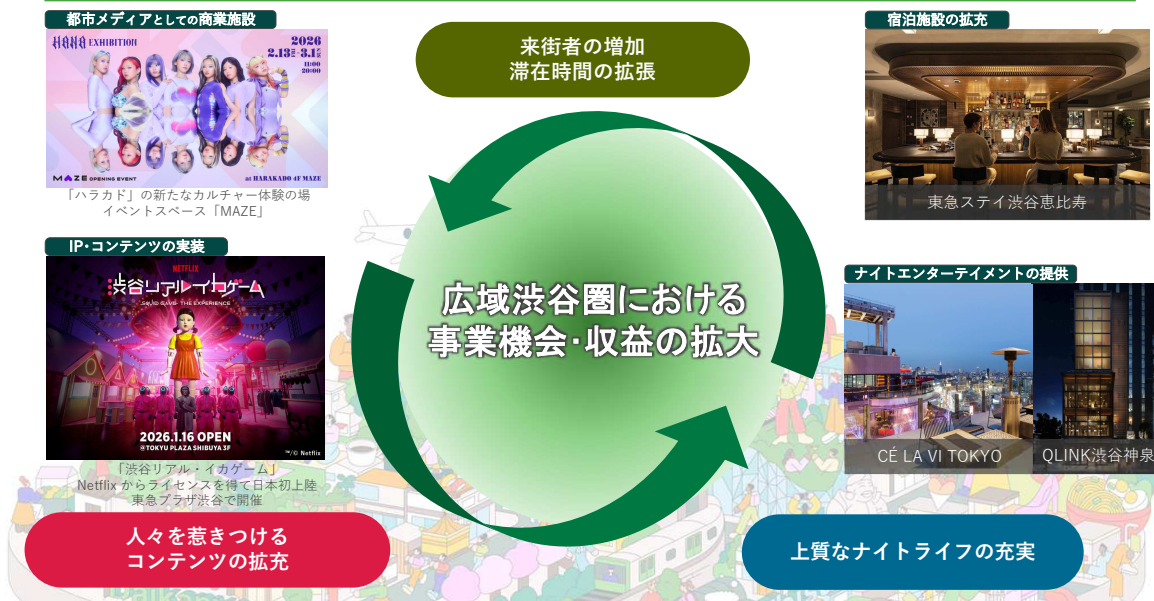 都市メディアとしての商業施設
HANA EXHIBITION
2026
2.13
3.1
11:00
20:00
MAZE OPENING EVENT
at HARAKADO 4F MAZE
「ハラカド」の新たなカルチャー体験の場
イベントスペース「MAZE」
IP・コンテンツの実装
NETFLIX
渋谷リアル・イカゲーム
SQUID GAME: THE EXPERIENCE
2026.1.16 OPEN
@TOKYU PLAZA SHIBUYA 3F
™/© Netflix
「渋谷リアル・イカゲーム」
Netflix からライセンスを得て日本初上陸
東急プラザ渋谷で開催
人々を惹きつける
コンテンツの拡充
来街者の増加
滞在時間の拡張
広域渋谷圏における
事業機会・収益の拡大
宿泊施設の拡充
東急ステイ渋谷恵比寿
ナイトエンターテイメントの提供
CÉ LA VI TOKYO
QLINK渋谷神泉
上質なナイトライフの充実